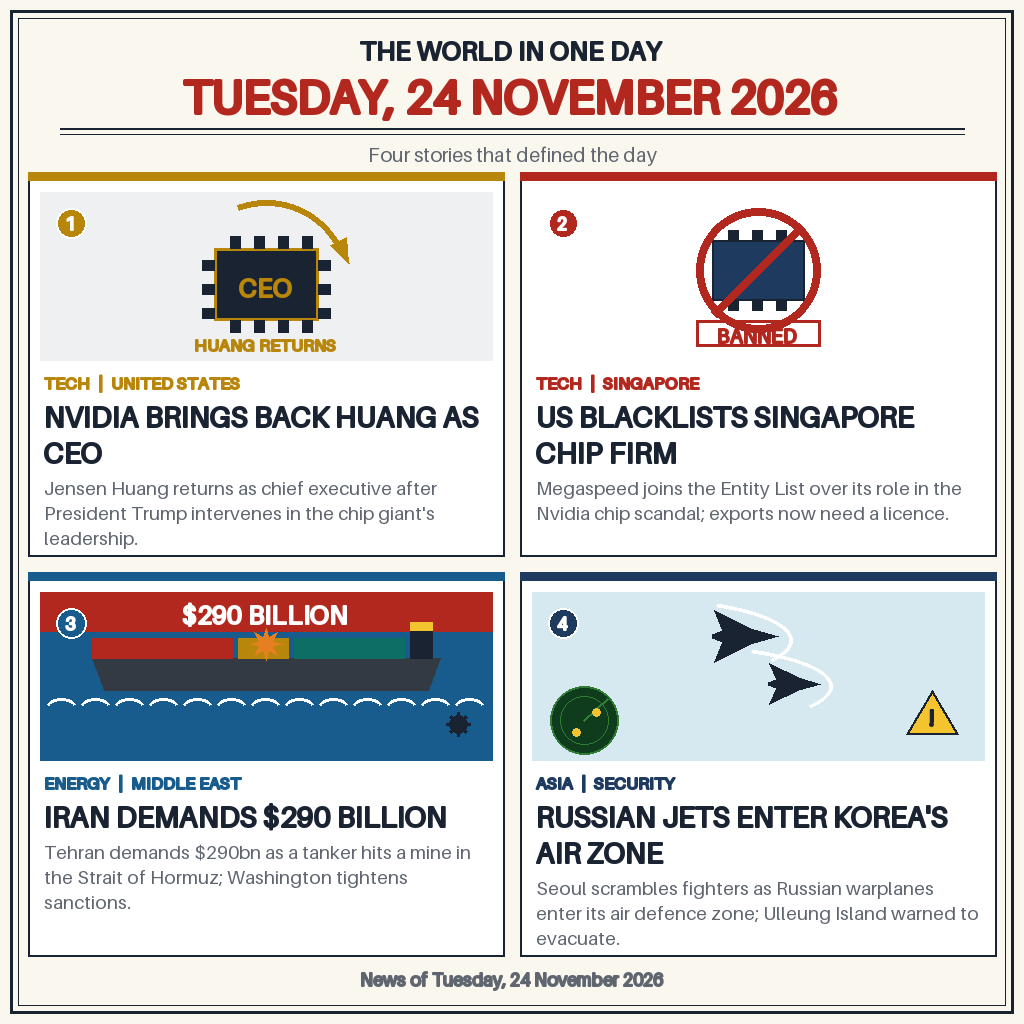 THE WORLD IN ONE DAY
TUESDAY, 24 NOVEMBER 2026
Four stories that defined the day
1
CEO
HUANG RETURNS
TECH | UNITED STATES
NVIDIA BRINGS BACK HUANG AS
CEO
Jensen Huang returns as chief executive after
President Trump intervenes in the chip giant's
leadership.
2
BANNED
TECH | SINGAPORE
US BLACKLISTS SINGAPORE
CHIP FIRM
Megaspeed joins the Entity List over its role in the
Nvidia chip scandal; exports now need a licence.
3
$290 BILLION
ENERGY | MIDDLE EAST
IRAN DEMANDS $290 BILLION
Tehran demands $290bn as a tanker hits a mine in
the Strait of Hormuz; Washington tightens
sanctions.
4
!
ASIA | SECURITY
RUSSIAN JETS ENTER KOREA'S
AIR ZONE
Seoul scrambles fighters as Russian warplanes
enter its air defence zone; Ulleung Island warned to
evacuate.
News of Tuesday, 24 November 2026